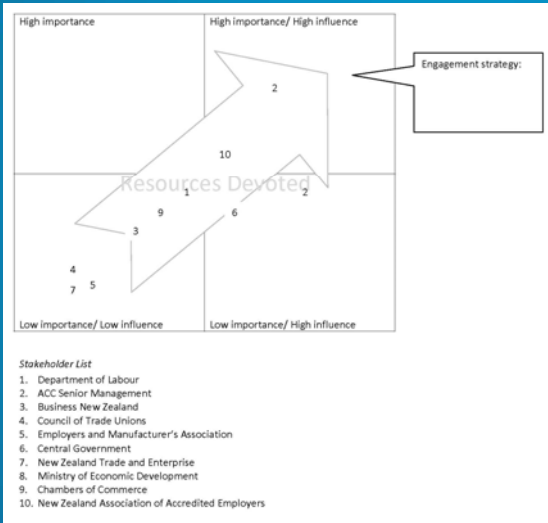 High importance
High importance/ High influence
Engagement strategy:
2
10
Resources Devoted
1
2
9
6
3
4
7
5
Low importance/ Low influence
Low importance/ High influence
Stakeholder List
1. Department of Labour
2. ACC Senior Management
3. Business New Zealand
4. Council of Trade Unions
5. Employers and Manufacturer's Association
6. Central Government
7. New Zealand Trade and Enterprise
8. Ministry of Economic Development
9. Chambers of Commerce
10. New Zealand Association of Accredited Employers